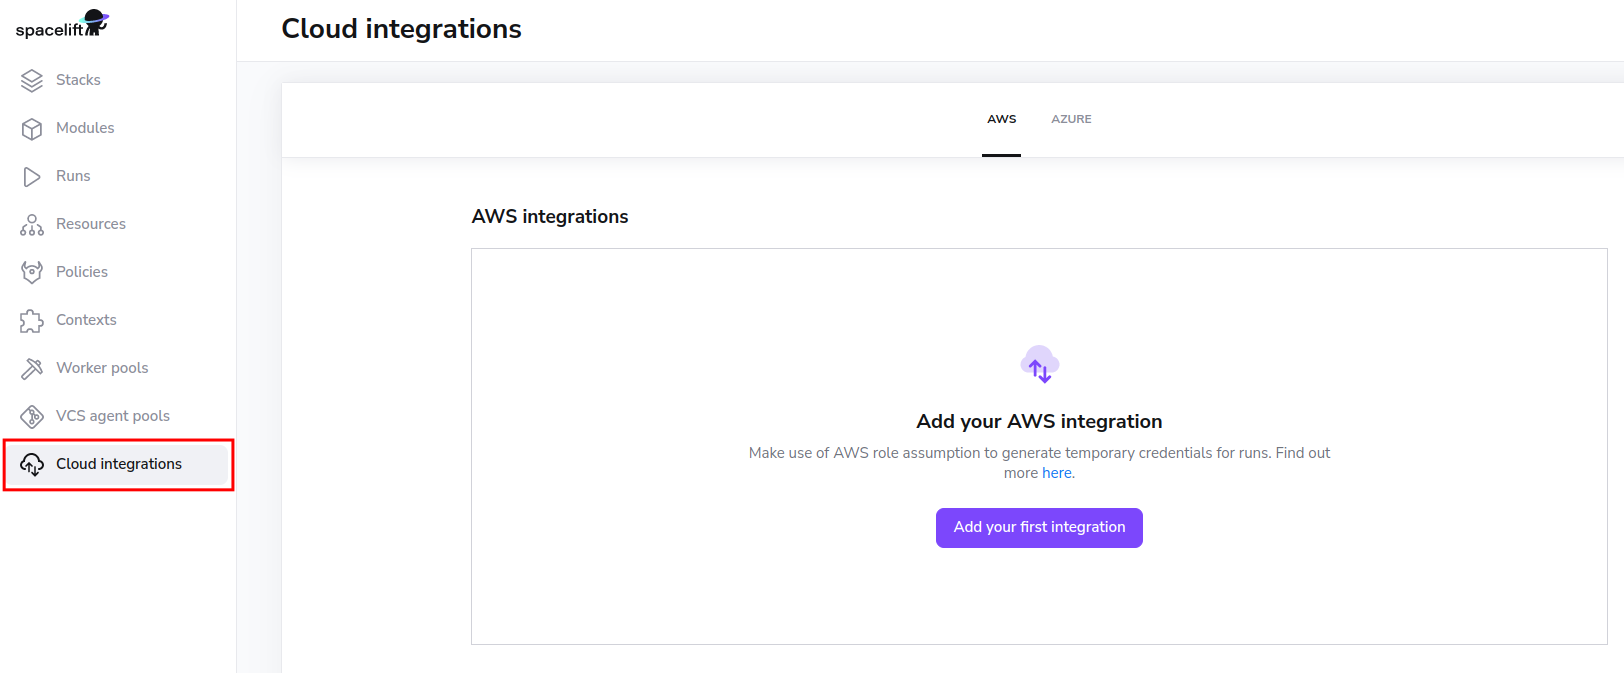 spacelift
Cloud integrations
Stacks
Modules
Runs
Resources
Policies
Contexts
Worker pools
VCS agent pools
Cloud integrations
AWS
AZURE
AWS integrations
Add your AWS integration
Make use of AWS role assumption to generate temporary credentials for runs. Find out
more here.
Add your first integration